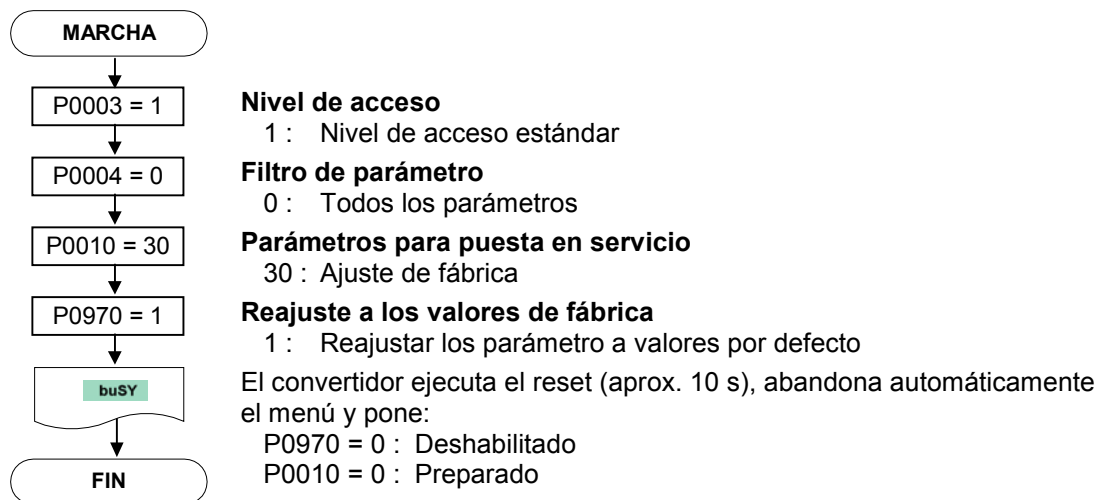 MARCHA
P0003 = 1
Nivel de acceso
1 : Nivel de acceso estándar
P0004 = 0
Filtro de parámetro
0 : Todos los parámetros
P0010 = 30
Parámetros para puesta en servicio
30 : Ajuste de fábrica
P0970 = 1
Reajuste a los valores de fábrica
1 : Reajustar los parámetro a valores por defecto
buSY
El convertidor ejecuta el reset (aprox. 10 s), abandona automáticamente
el menú y pone:
P0970 = 0 : Deshabilitado
P0010 = 0 : Preparado
FIN